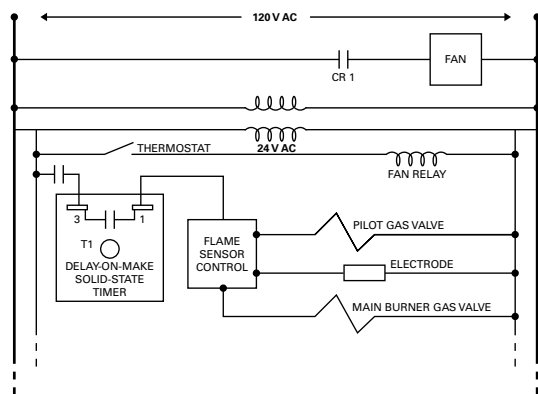 120 V AC
FAN
CR 1
THERMOSTAT
24 V AC
FAN RELAY
3
1
T1
DELAY-ON-MAKE
SOLID-STATE
TIMER
FLAME
SENSOR
CONTROL
PILOT GAS VALVE
ELECTRODE
MAIN BURNER GAS VALVE